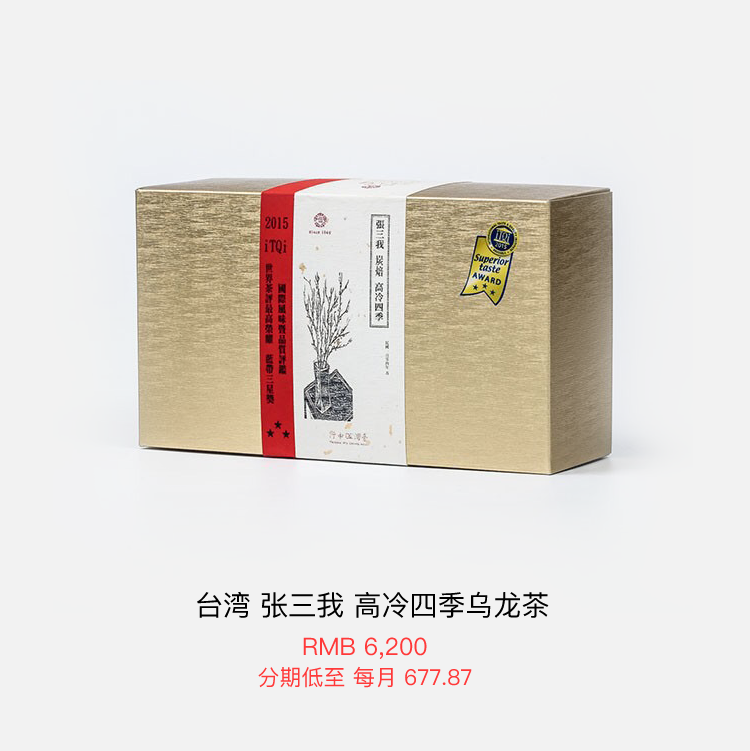 2015
iTQi
國際風味暨品質評鑑
世界茶評最高榮耀 藍帶三星獎
張三我 炭焙 高冷四季
iTQi
2015
Superior
taste
AWARD
台湾 张三我 高冷四季乌龙茶
RMB 6,200
分期低至 每月 677.87